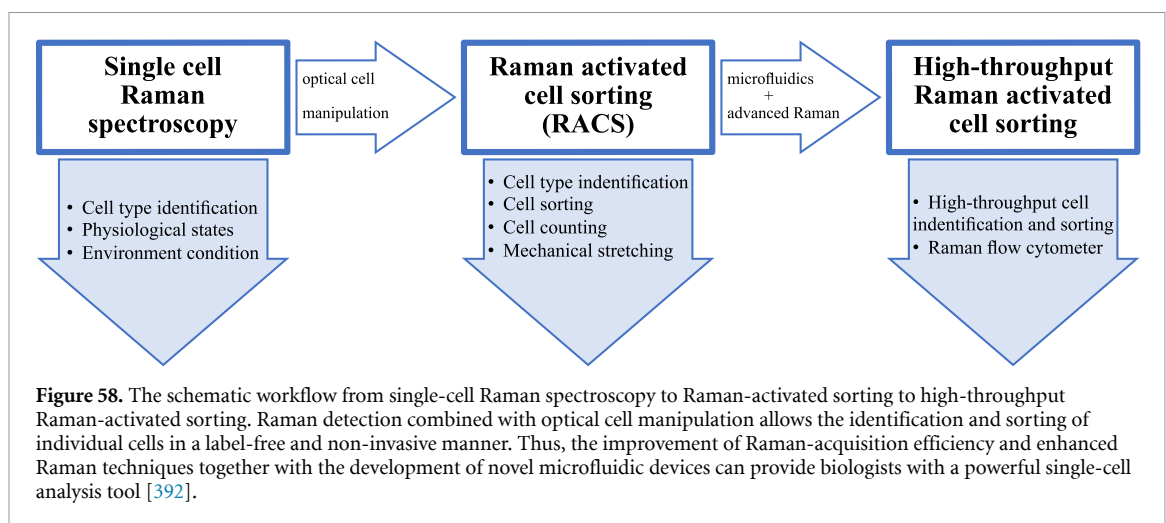 Single cell
Raman
spectroscopy
optical cell
manipulation
Raman activated
cell sorting
(RACS)
microfluidics
+
advanced Raman
High-throughput
Raman activated
cell sorting
• Cell type identification
• Physiological states
• Environment condition
• Cell type indentification
• Cell sorting
• Cell counting
• Mechanical stretching
• High-throughput cell
indentification and sorting
• Raman flow cytometer
Figure 58. The schematic workflow from single-cell Raman spectroscopy to Raman-activated sorting to high-throughput
Raman-activated sorting. Raman detection combined with optical cell manipulation allows the identification and sorting of
individual cells in a label-free and non-invasive manner. Thus, the improvement of Raman-acquisition efficiency and enhanced
Raman techniques together with the development of novel microfluidic devices can provide biologists with a powerful single-cell
analysis tool [392].